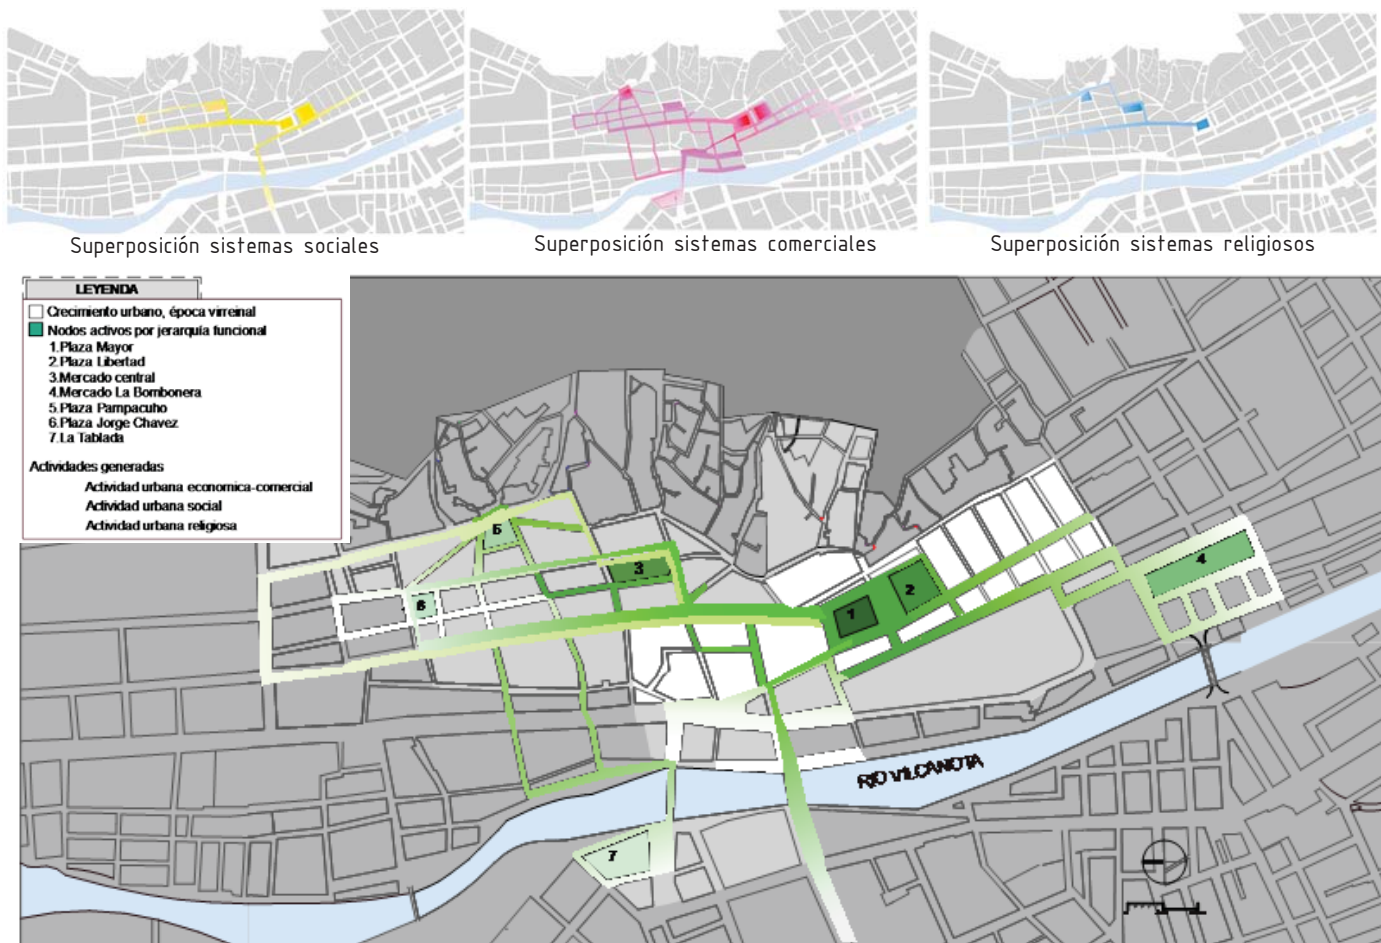 Superposición sistemas sociales
Superposición sistemas comerciales
Superposición sistemas religiosos
LEYENDA
Crecimiento urbano, época virreinal
Nodos activos por jerarquía funcional
1.Plaza Mayor
2.Plaza Libertad
3.Mercado central
4.Mercado La Bombonera
5.Plaza Pampacuho
6.Plaza Jorge Chavez
7.La Tablada
Actividades generadas
Actividad urbana economica-comercial
Actividad urbana social
Actividad urbana religiosa
5
3
4
2
6
1
RIO VILCANOTA
7